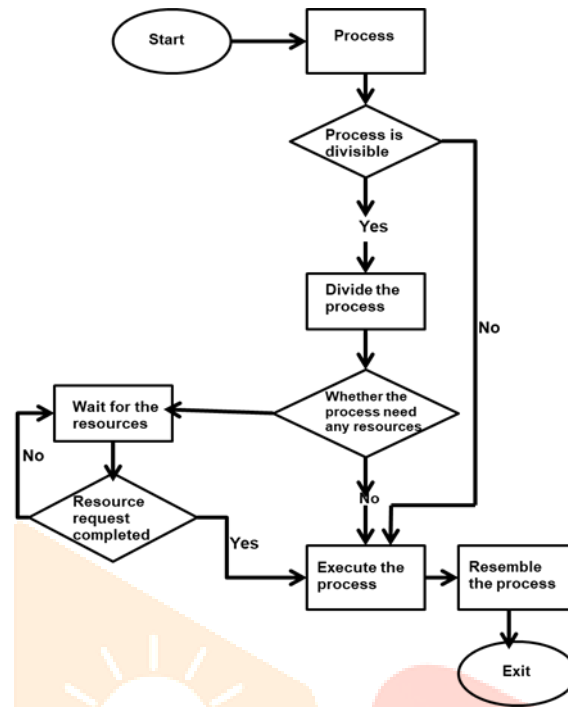 Start
Process
Process is
divisible
Yes
Divide the
process
No
Whether the
process need
any resources
Wait for the
resources
No
No
Resource
request
completed
Yes
Execute the
process
Resemble
the process
Exit